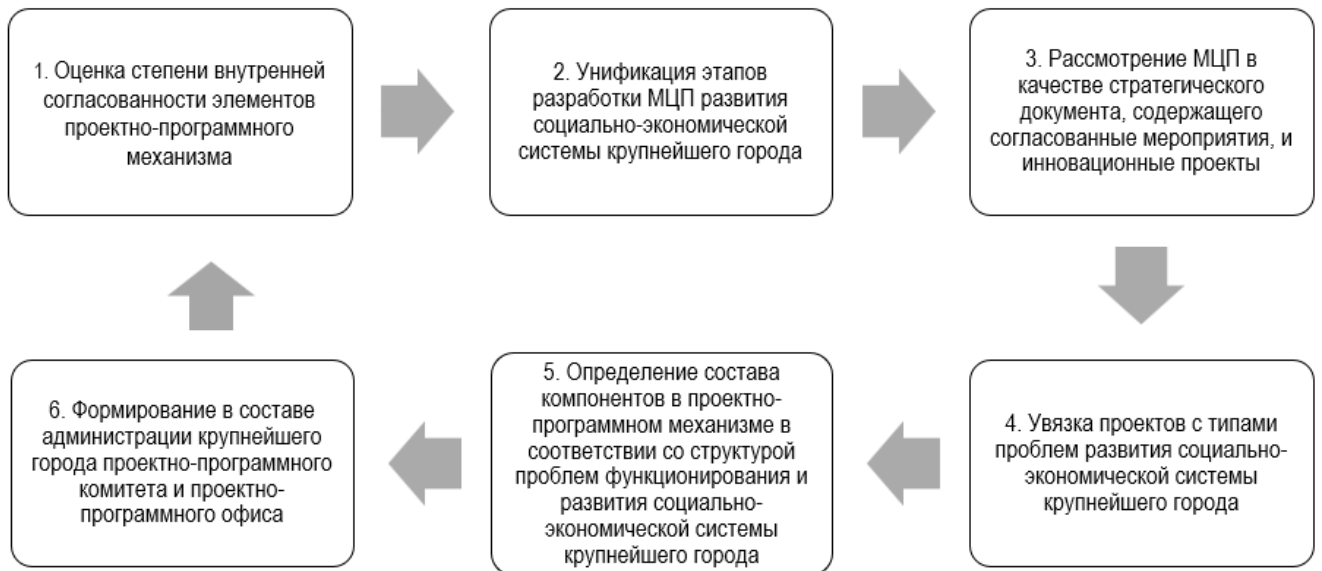 1. Оценка степени внутренней
согласованности элементов
проектно-программного
механизма
2. Унификация этапов
разработки МЦП развития
социально-экономической
системы крупнейшего города
3. Рассмотрение МЦП в
качестве стратегического
документа, содержащего
согласованные мероприятия, и
инновационные проекты
4. Увязка проектов с типами
проблем развития социально-
экономической системы
крупнейшего города
5. Определение состава
компонентов в проектно-
программном механизме в
соответствии со структурой
проблем функционирования и
развития социально-
экономической системы
крупнейшего города
6. Формирование в составе
администрации крупнейшего
города проектно-программного
комитета и проектно-
программного офиса